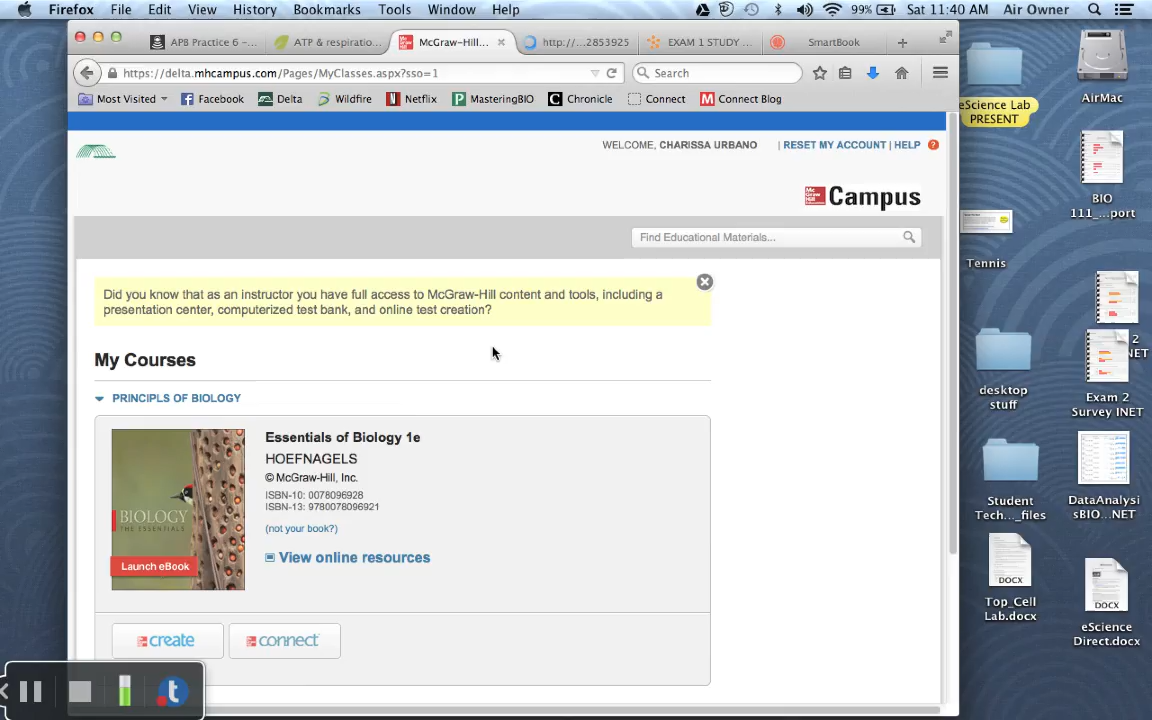 Firefox File Edit View History Bookmarks Tools Window Help 99% Sat 11:40 AM Air Owner
APB Practice 6 –... ATP & respiratio... McGraw-Hill... http://...2853925 EXAM 1 STUDY ... SmartBook
https://delta.mhcampus.com/Pages/MyClasses.aspx?sso=1 Search
Most Visited Facebook Delta Wildfire Netflix MasteringBIO Chronicle Connect Connect Blog
WELCOME, CHARISSA URBANO | RESET MY ACCOUNT | HELP ?
Mc Graw Hill Campus
Find Educational Materials...
Did you know that as an instructor you have full access to McGraw-Hill content and tools, including a
presentation center, computerized test bank, and online test creation?
My Courses
PRINCIPLS OF BIOLOGY
BIOLOGY
THE ESSENTIALS
Launch eBook
Essentials of Biology 1e
HOEFNAGELS
© McGraw-Hill, Inc.
ISBN-10: 0078096928
ISBN-13: 9780078096921
(not your book?)
View online resources
create connect
eScience Lab
PRESENT
AirMac
BIO
111_...port
Tennis
2
NET
desktop
stuff
Exam 2
Survey INET
Student
Tech..._files
DataAnalysi
sBIO...NET
DOCX
Top_Cell
Lab.docx
DOCX
eScience
Direct.docx
t